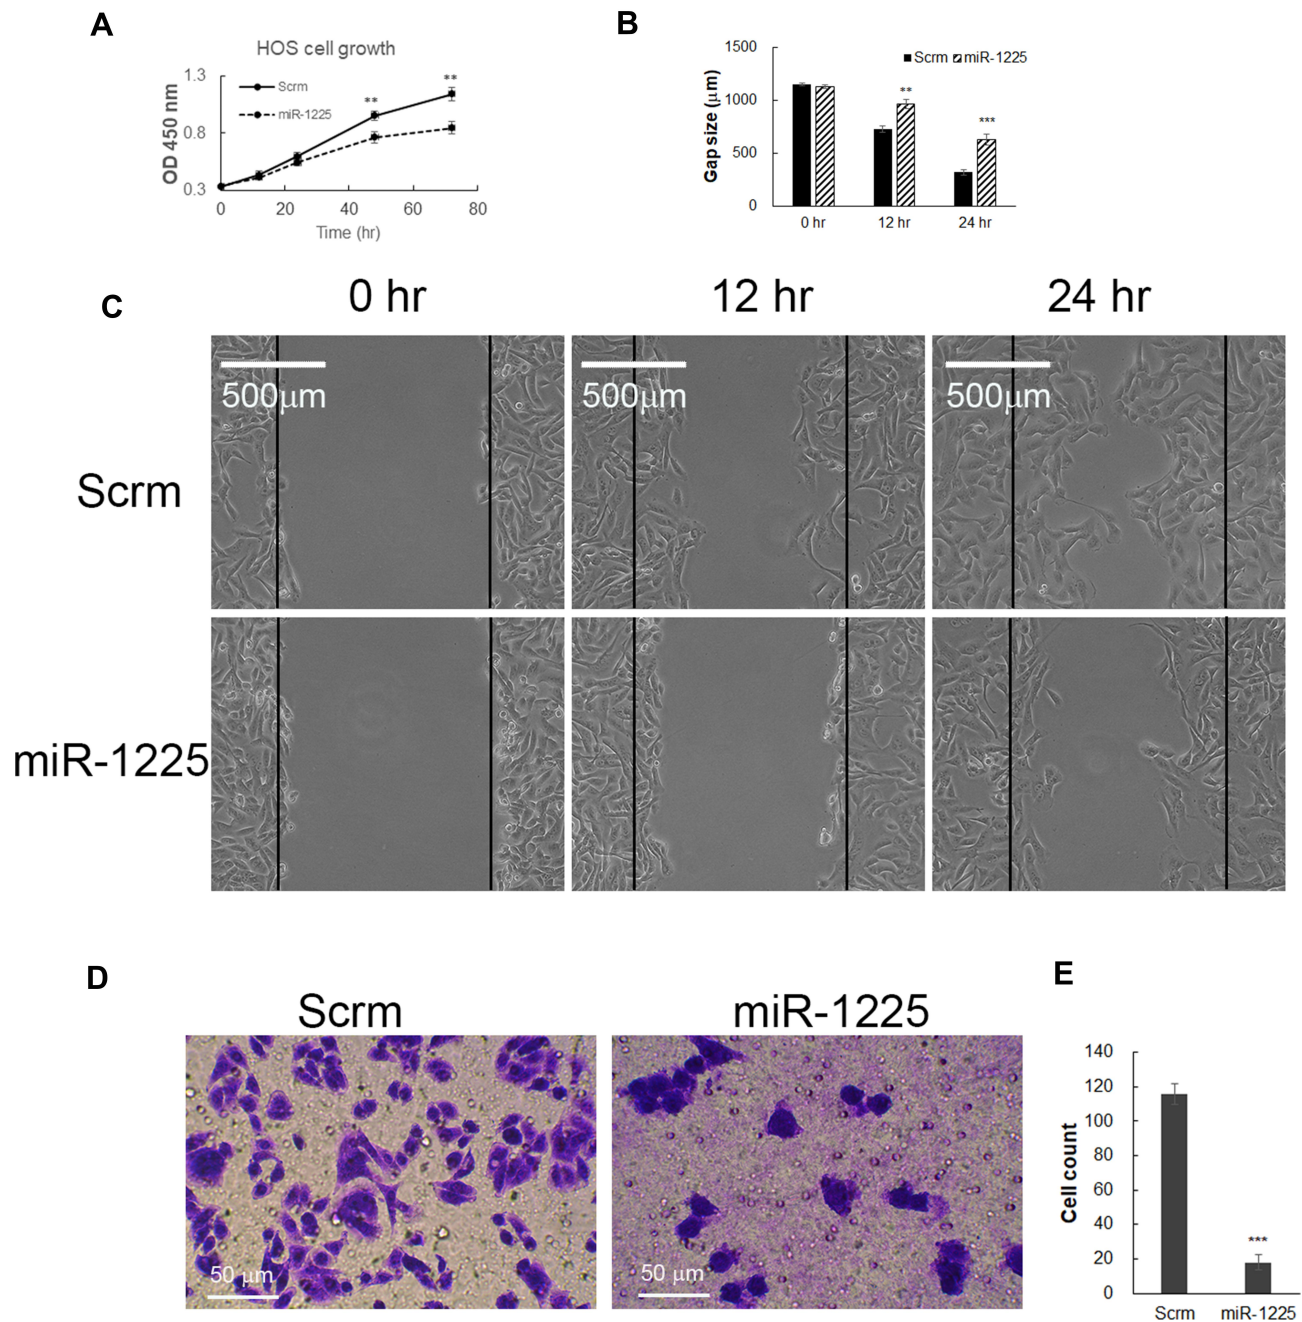 A
HOS cell growth
OD 450 nm
1.3
0.8
0.3
Scrm
miR-1225
**
**
0 20 40 60 80
Time (hr)
B
Gap size (μm)
1500
1000
500
0
Scrm miR-1225
**
***
0 hr 12 hr 24 hr
C
0 hr 12 hr 24 hr
Scrm
500μm 500μm 500μm
miR-1225
D
Scrm miR-1225
50 μm 50 μm
E
Cell count
140
120
100
80
60
40
20
0
***
Scrm miR-1225